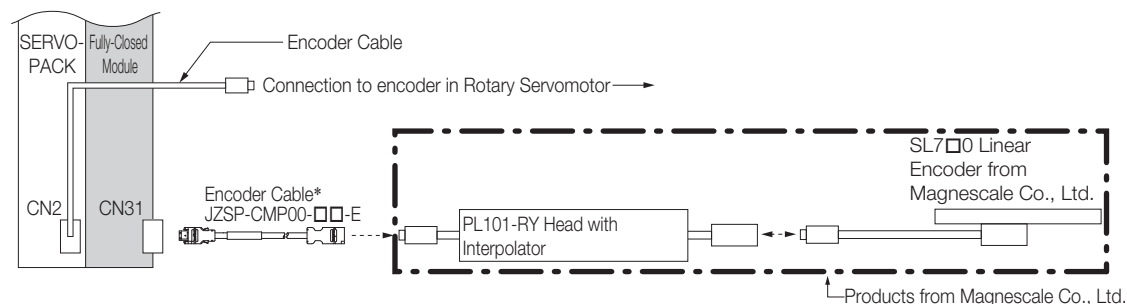 SERVO-
PACK
Fully-Closed
Module
Encoder Cable
Connection to encoder in Rotary Servomotor
CN2
CN31
Encoder Cable*
JZSP-CMP00-□□-E
PL101-RY Head with
Interpolator
SL7□0 Linear
Encoder from
Magnescale Co., Ltd.
Products from Magnescale Co., Ltd.